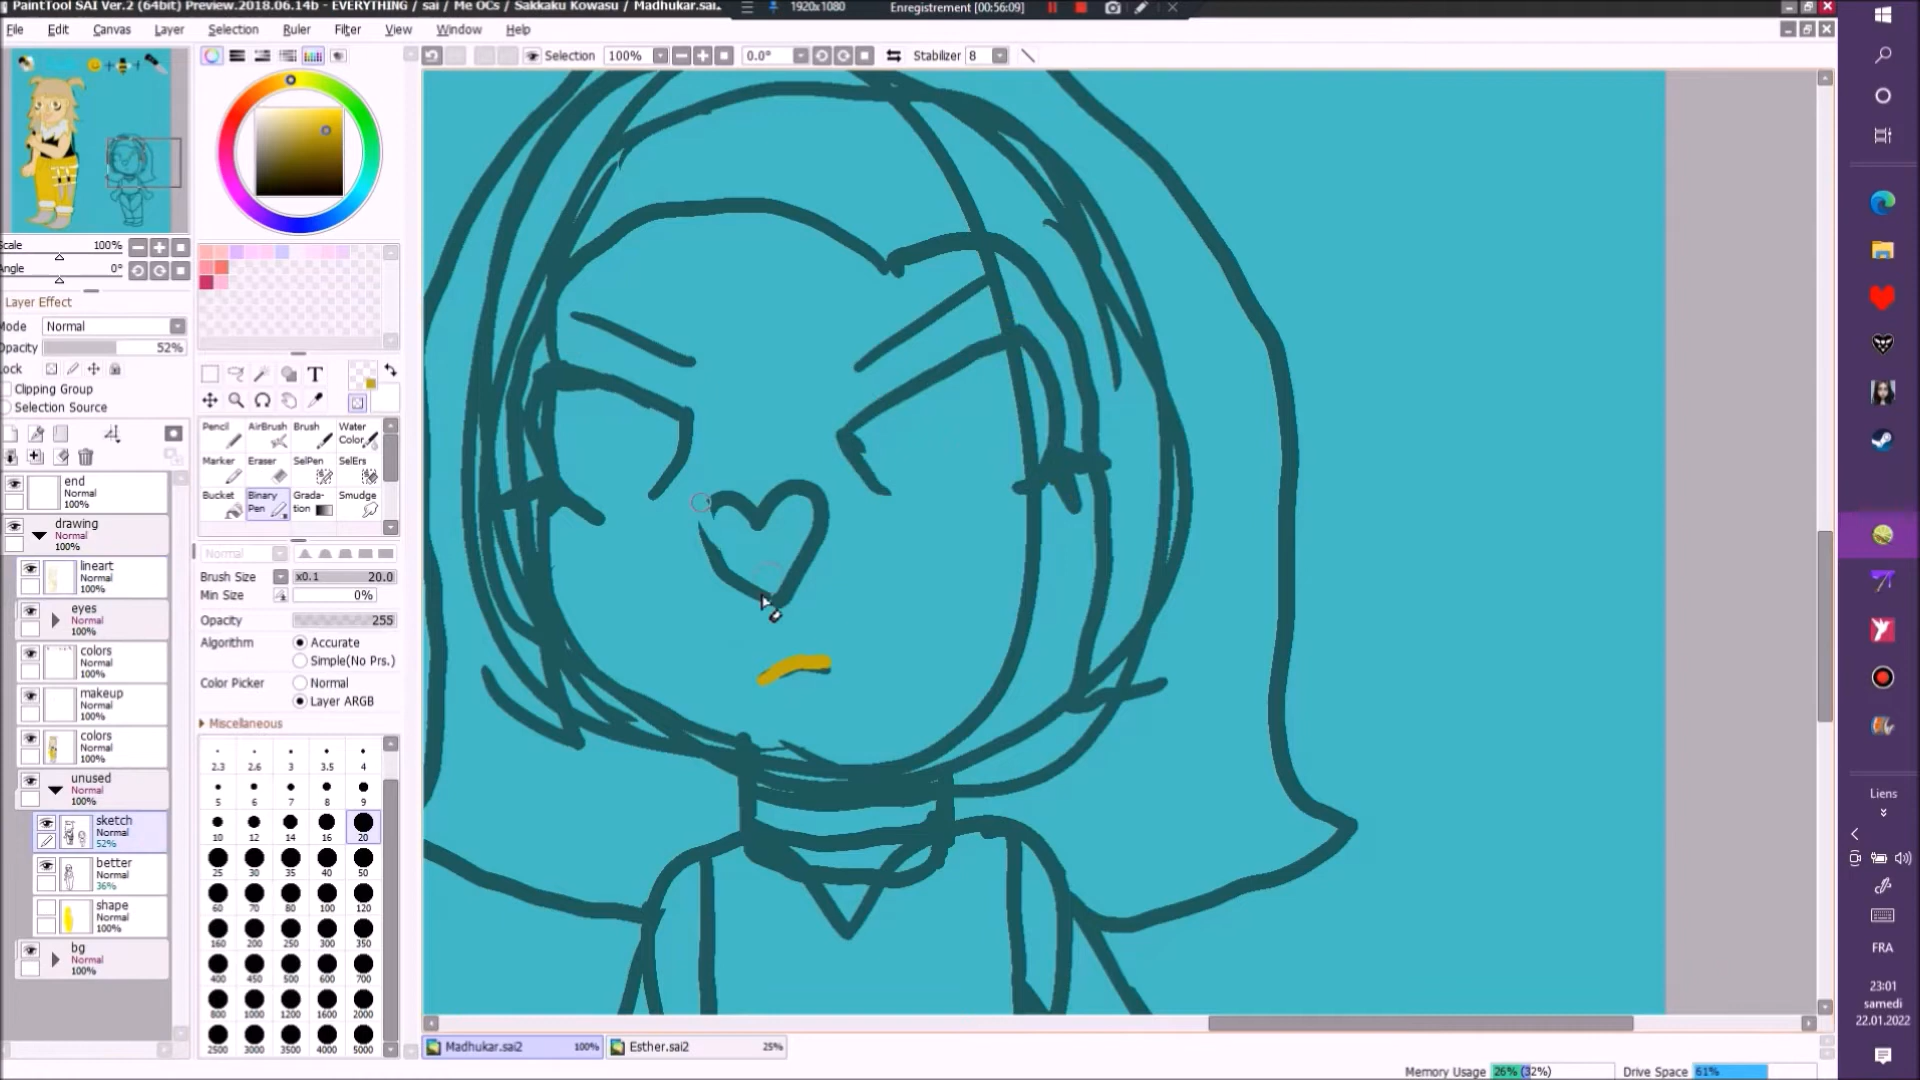 PaintTool SAI Ver.2 (64bit) Preview.2018.06.14b - EVERYTHING / sai / Me OCs / Sakkaku Kowasu / Madhukar.sai...
1920x1080
Enregistrement [00:56:09]
File Edit Canvas Layer Selection Ruler Filter View Window Help
Selection 100% 0.0° Stabilizer 8
Scale 100%
Angle 0°
Layer Effect
Mode Normal
Opacity 52%
Lock
Clipping Group
Selection Source
end
Normal
100%
drawing
Normal
100%
lineart
Normal
100%
eyes
Normal
100%
colors
Normal
100%
makeup
Normal
100%
colors
Normal
100%
unused
Normal
100%
sketch
Normal
52%
better
Normal
36%
shape
Normal
100%
bg
Normal
100%
T
Pencil AirBrush Brush Water Color
Marker Eraser SelPen SelErs
Bucket Binary Pen Grada-tion Smudge
Normal
Brush Size x0.1 20.0
Min Size 0%
Opacity 255
Algorithm Accurate
Simple(No Prs.)
Color Picker Normal
Layer ARGB
Miscellaneous
2.3 2.6 3 3.5 4
5 6 7 8 9
10 12 14 16 20
25 30 35 40 50
60 70 80 100 120
160 200 250 300 350
400 450 500 600 700
800 1000 1200 1600 2000
2500 3000 3500 4000 5000
Madhukar.sai2 100% Esther.sai2 25%
Memory Usage 26% (32%) Drive Space 61%
Liens
FRA
23:01
samedi
22.01.2022